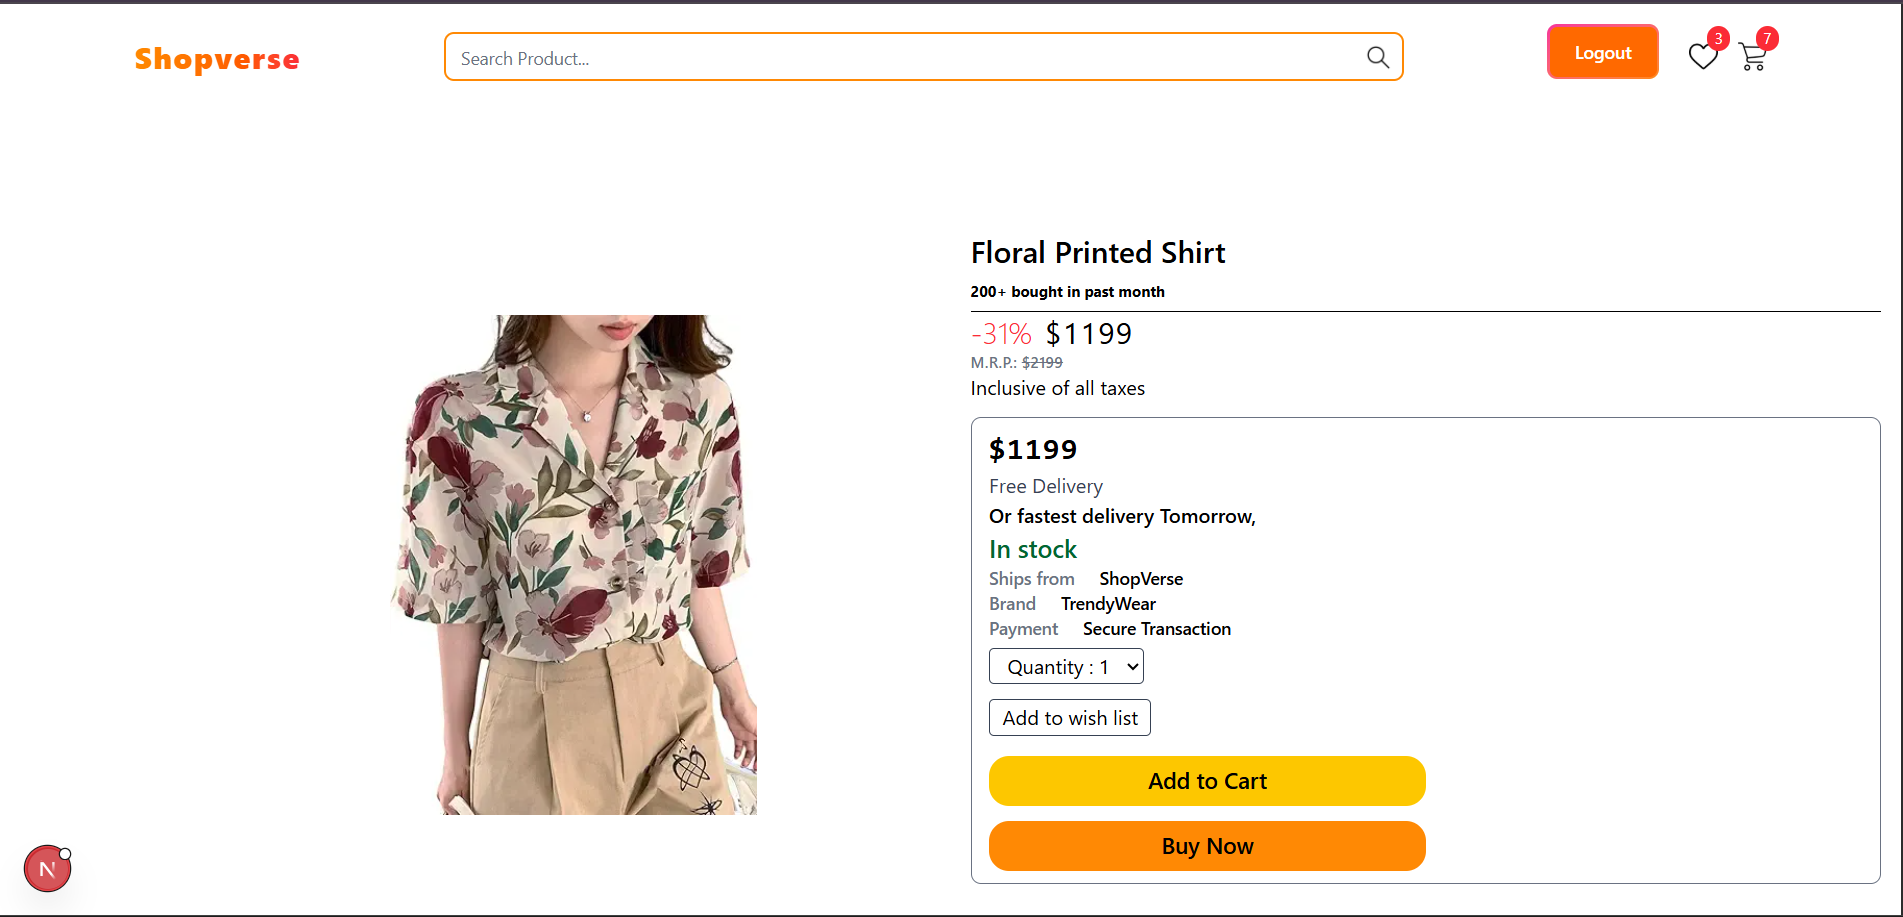 Shopverse
Search Product...
Logout
3
7
Floral Printed Shirt
200+ bought in past month
-31% $1199
M.R.P.: $2199
Inclusive of all taxes
$1199
Free Delivery
Or fastest delivery Tomorrow,
In stock
Ships from ShopVerse
Brand TrendyWear
Payment Secure Transaction
Quantity : 1
Add to wish list
Add to Cart
Buy Now
N